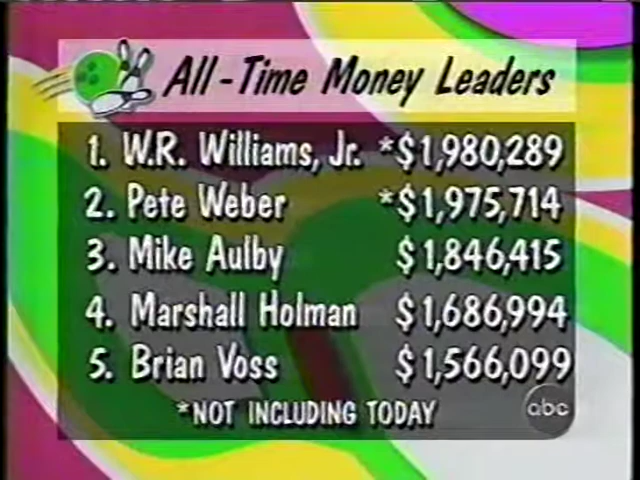 All-Time Money Leaders
1. W.R. Williams, Jr. *$1,980,289
2. Pete Weber *$1,975,714
3. Mike Aulby $1,846,415
4. Marshall Holman $1,686,994
5. Brian Voss $1,566,099
*NOT INCLUDING TODAY
abc